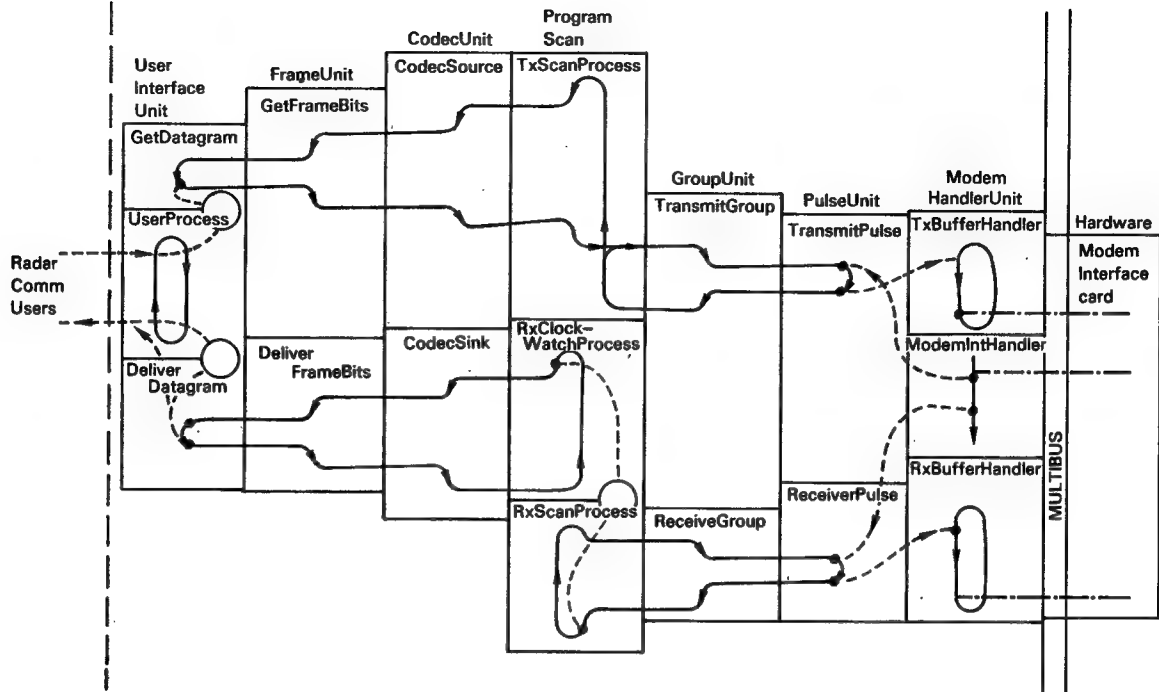 Program
Scan
CodecUnit
User
Interface
Unit
FrameUnit
CodecSource
TxScanProcess
GetFrameBits
GetDatagram
GroupUnit
PulseUnit
Modem
HandlerUnit
TransmitGroup
TransmitPulse
TxBufferHandler
Hardware
UserProcess
Radar
Comm
Users
Modem
Interface
card
RxClock–
WatchProcess
CodecSink
Deliver
FrameBits
ModemIntHandler
Deliver
Datagram
RxBufferHandler
MULTIBUS
RxScanProcess
ReceiveGroup
ReceiverPulse